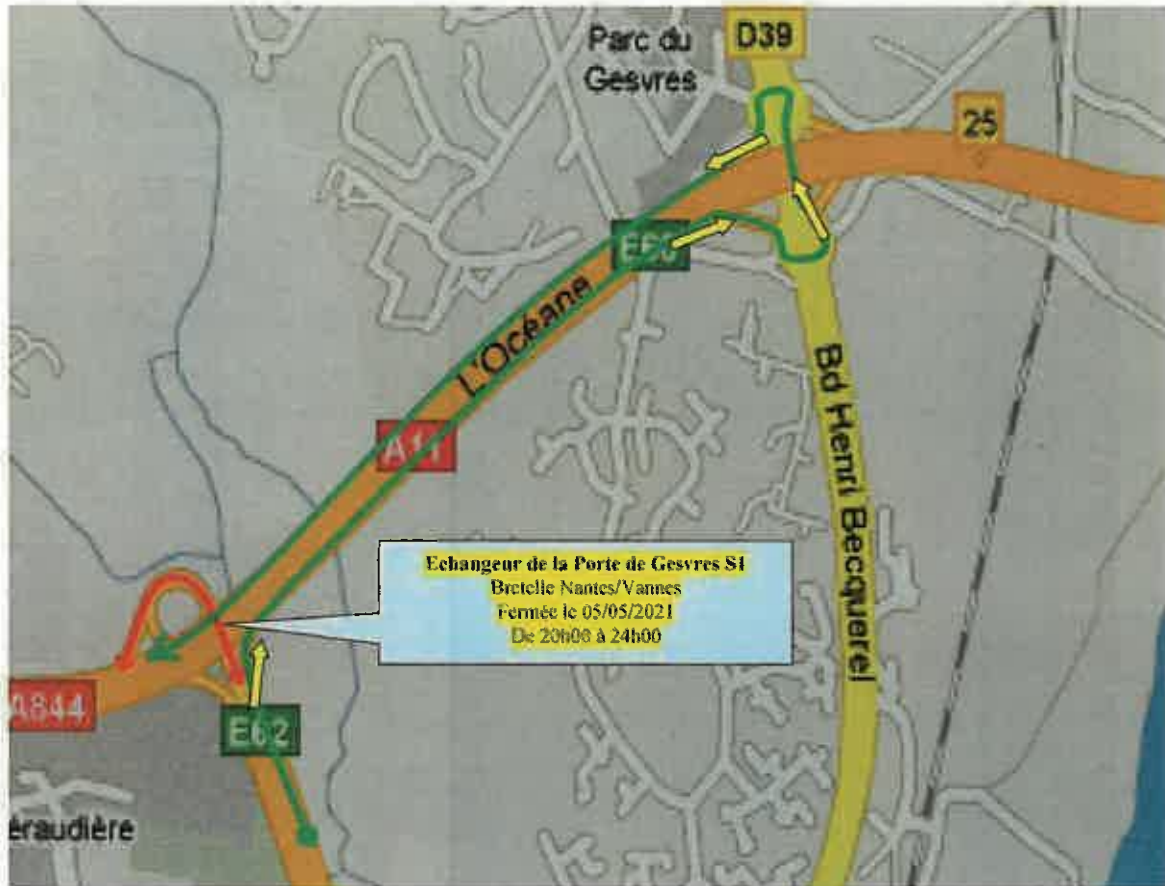 Parc du
Gesvres
D39
25
E60
L'Océane
A11
Bd Henri Becquerel
Echangeur de la Porte de Gesvres S1
Bretelle Nantes/Vannes
Fermée le 05/05/2021
De 20h00 à 24h00
A844
E62
éraudière